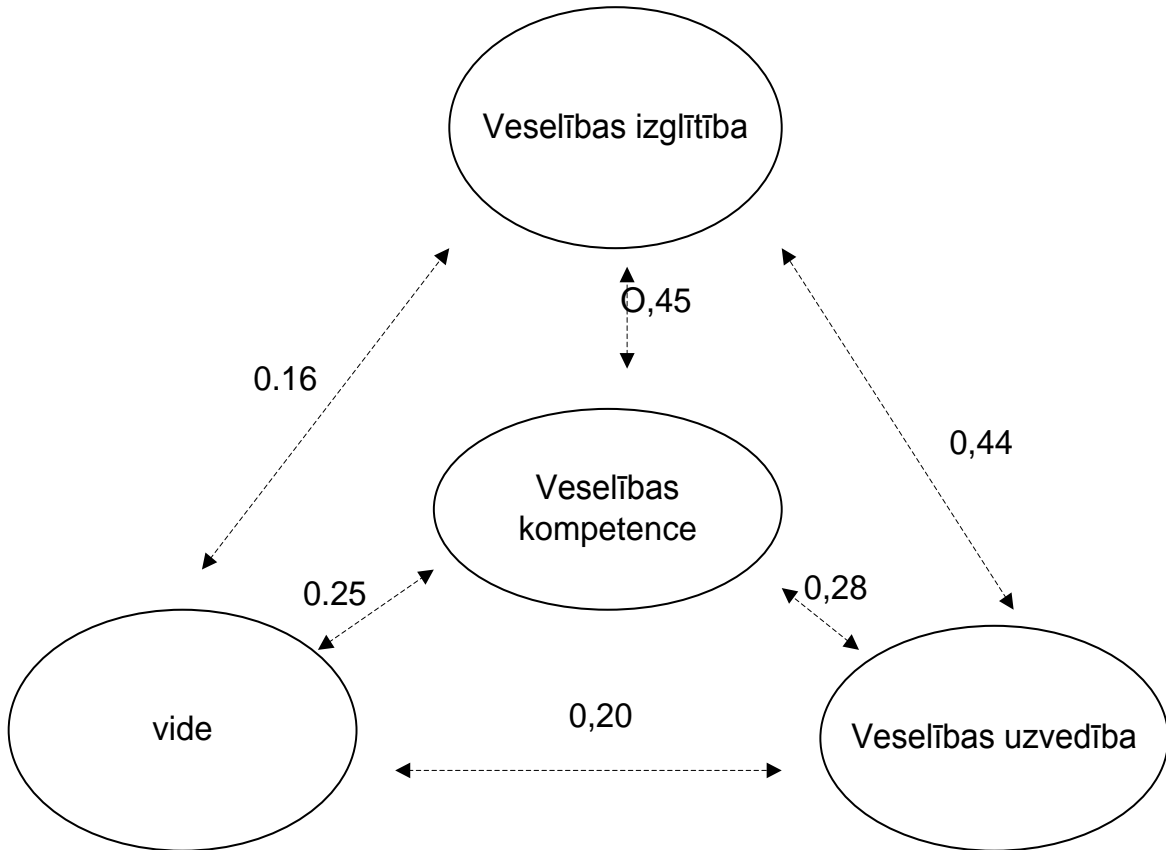 Veselības izglītība
O,45
0.16
0,44
Veselības
kompetence
0.25
0,28
vide
0,20
Veselības uzvedība